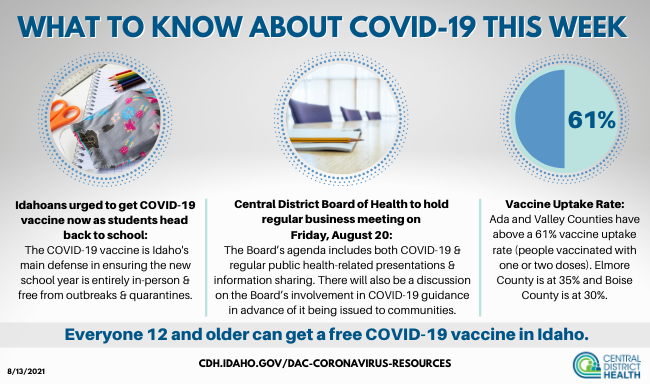 WHAT TO KNOW ABOUT COVID-19 THIS WEEK
61%
Idahoans urged to get COVID-19
vaccine now as students head
back to school:
The COVID-19 vaccine is Idaho's
main defense in ensuring the new
school year is entirely in-person &
free from outbreaks & quarantines.
Central District Board of Health to hold
regular business meeting on
Friday, August 20:
The Board's agenda includes both COVID-19 &
regular public health-related presentations &
information sharing. There will also be a discussion
on the Board's involvement in COVID-19 guidance
in advance of it being issued to communities.
Vaccine Uptake Rate:
Ada and Valley Counties have
above a 61% vaccine uptake
rate (people vaccinated with
one or two doses). Elmore
County is at 35% and Boise
County is at 30%.
Everyone 12 and older can get a free COVID-19 vaccine in Idaho.
CDH.IDAHO.GOV/DAC-CORONAVIRUS-RESOURCES
8/13/2021
CENTRAL
DISTRICT
HEALTH